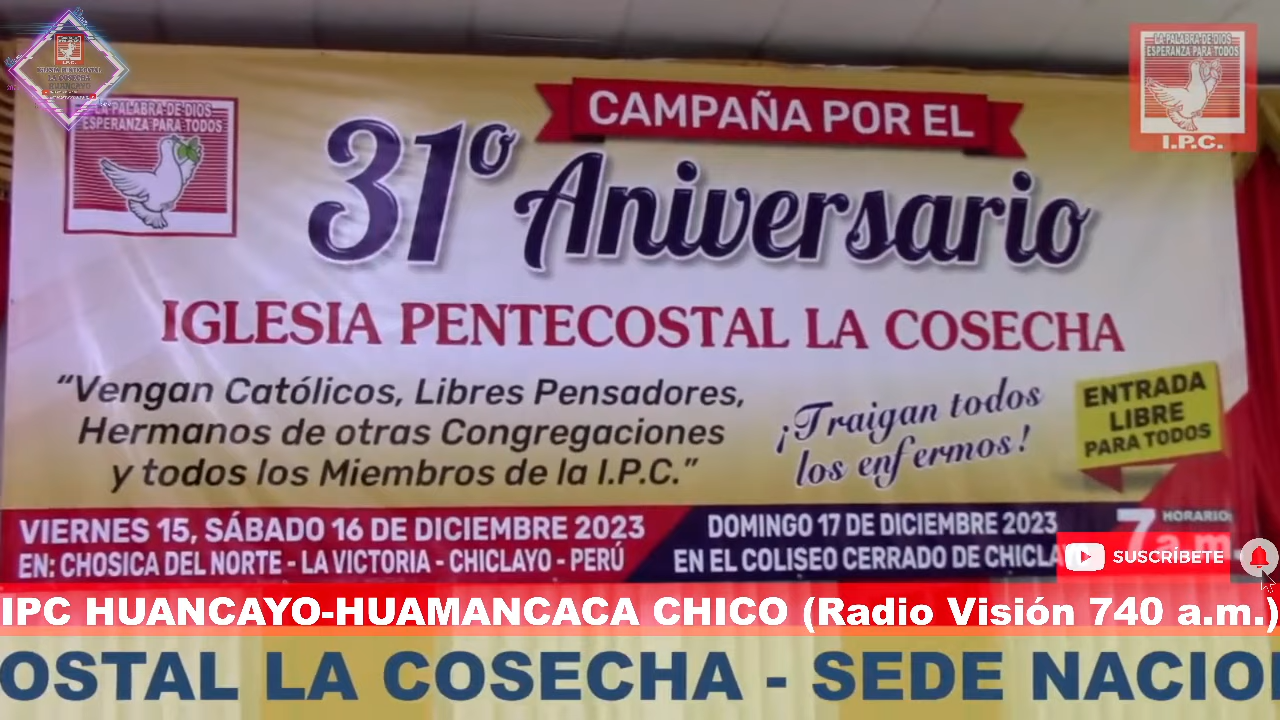 LA PALABRA DE DIOS
ESPERANZA PARA TODOS
I.P.C.
LA PALABRA DE DIOS
ESPERANZA PARA TODOS
CAMPAÑA POR EL
31º Aniversario
IGLESIA PENTECOSTAL LA COSECHA
“Vengan Católicos, Libres Pensadores,
Hermanos de otras Congregaciones
y todos los Miembros de la I.P.C.”
¡Traigan todos
los enfermos!
ENTRADA
LIBRE
PARA TODOS
VIERNES 15, SÁBADO 16 DE DICIEMBRE 2023
EN: CHOSICA DEL NORTE - LA VICTORIA - CHICLAYO - PERÚ
DOMINGO 17 DE DICIEMBRE 2023
EN EL COLISEO CERRADO DE CHICLA
HORARIO:
7 a.m.
SUSCRÍBETE
IPC HUANCAYO-HUAMANCACA CHICO (Radio Visión 740 a.m.)
OSTAL LA COSECHA - SEDE NACION